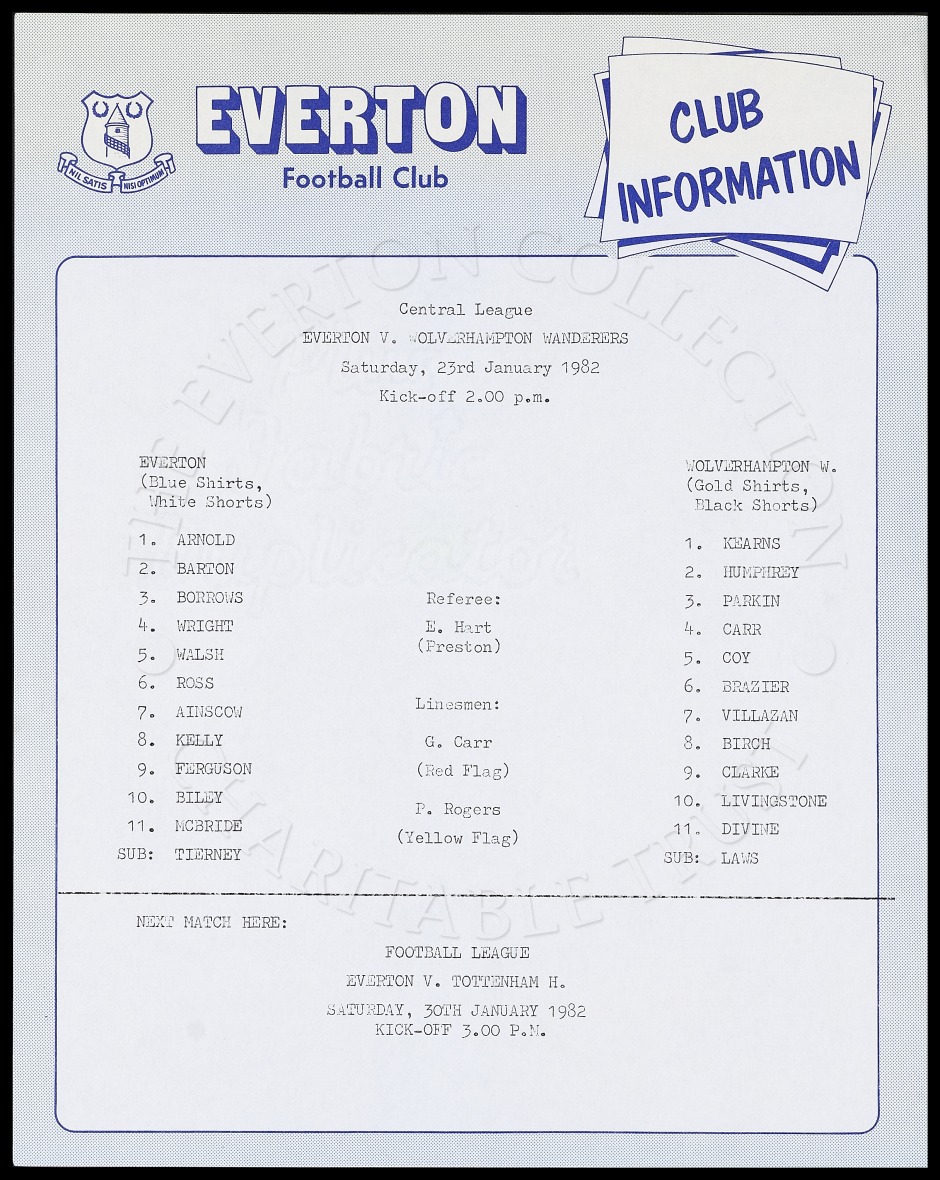 NIL SATIS NISI OPTIMUM
EVERTON
Football Club
CLUB
INFORMATION
THE EVERTON COLLECTION
CHARITABLE TRUST
Central League
EVERTON V. WOLVERHAMPTON WANDERERS
Saturday, 23rd January 1982
Kick-off 2.00 p.m.
EVERTON
(Blue Shirts,
White Shorts)
1. ARNOLD
2. BARTON
3. BORROWS
4. WRIGHT
5. WALSH
6. ROSS
7. AINSCOW
8. KELLY
9. FERGUSON
10. BILEY
11. MCBRIDE
SUB: TIERNEY
Referee:
E. Hart
(Preston)
Linesmen:
G. Carr
(Red Flag)
P. Rogers
(Yellow Flag)
WOLVERHAMPTON W.
(Gold Shirts,
Black Shorts)
1. KEARNS
2. HUMPHREY
3. PARKIN
4. CARR
5. COY
6. BRAZIER
7. VILLAZAN
8. BIRCH
9. CLARKE
10. LIVINGSTONE
11. DIVINE
SUB: LAWS
NEXT MATCH HERE:
FOOTBALL LEAGUE
EVERTON V. TOTTENHAM H.
SATURDAY, 30TH JANUARY 1982
KICK-OFF 3.00 P.M.